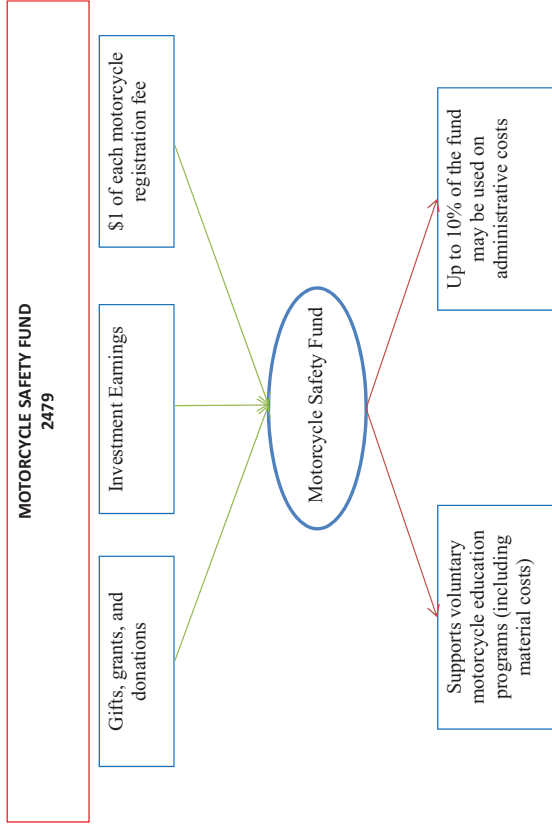 MOTORCYCLE SAFETY FUND
2479
Gifts, grants, and
donations
Investment Earnings
$1 of each motorcycle
registration fee
Motorcycle Safety Fund
Supports voluntary
motorcycle education
programs (including
material costs)
Up to 10% of the fund
may be used on
administrative costs